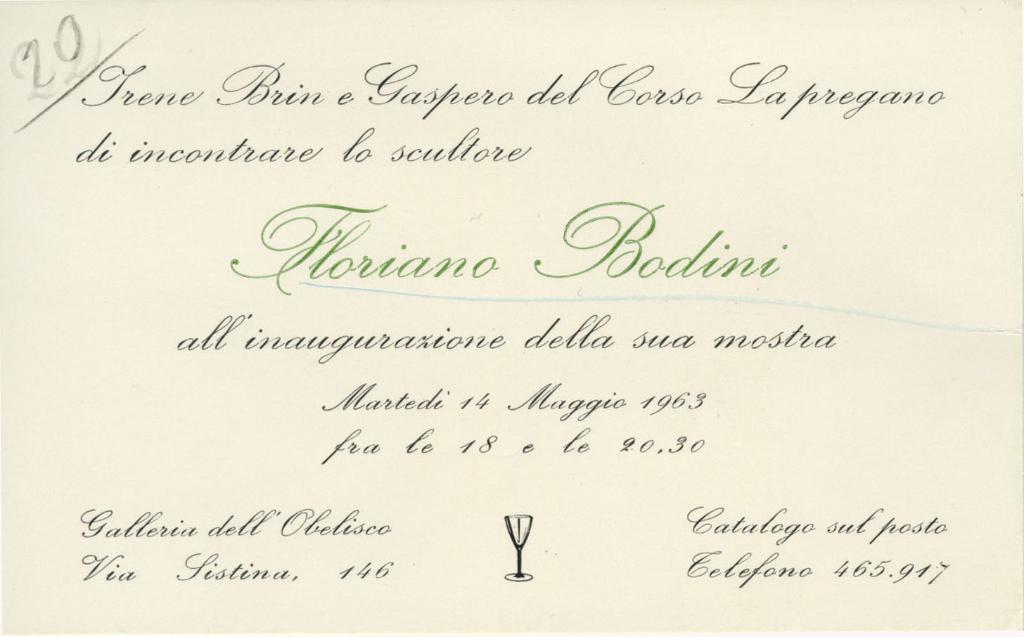 20
Irene Brin e Gaspero del Corso La pregano
di incontrare lo scultore
Floriano Bodini
all'inaugurazione della sua mostra
Martedi 14 Maggio 1963
fra le 18 e le 20.30
Galleria dell'Obelisco
Via Sistina, 146
Catalogo sul posto
Telefono 465.917